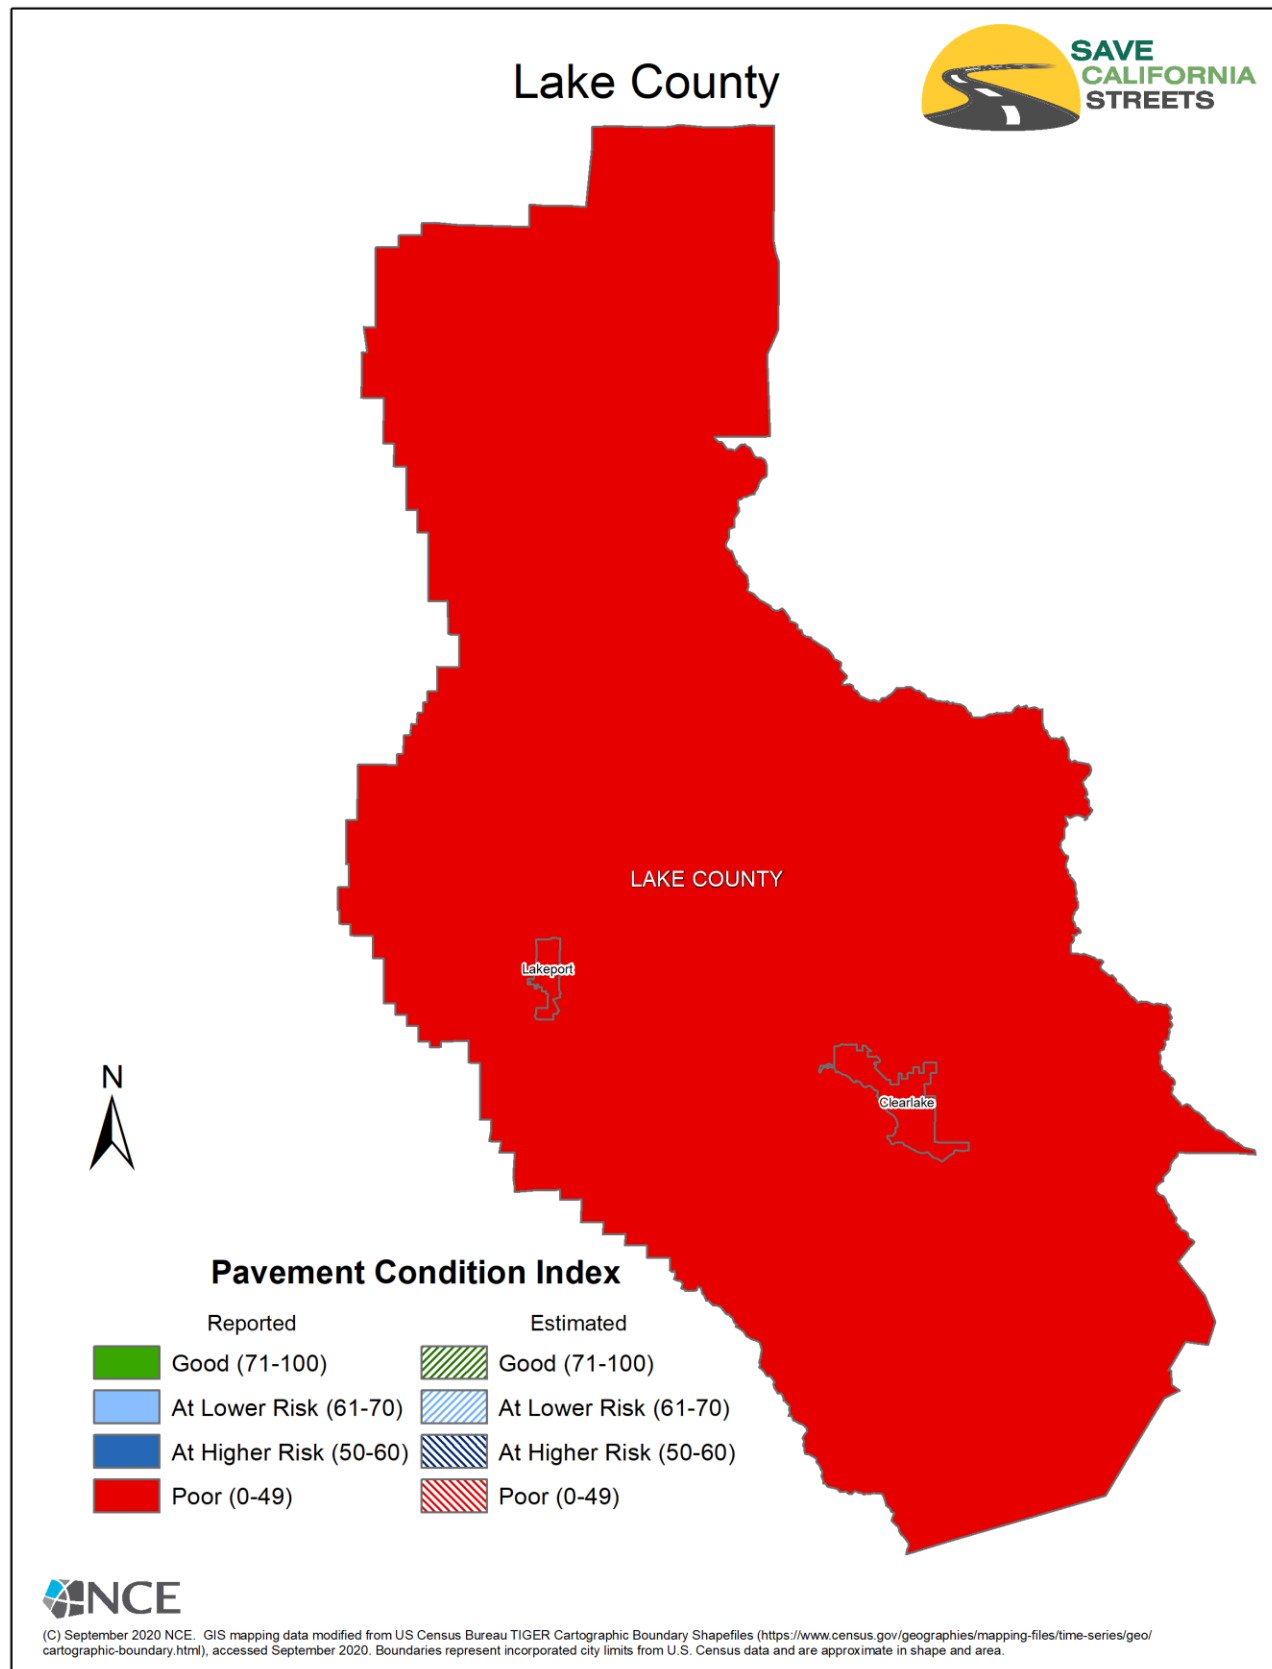 Lake County
SAVE
CALIFORNIA
STREETS
LAKE COUNTY
Lakeport
Clearlake
N
Pavement Condition Index
Reported
Estimated
Good (71-100)
Good (71-100)
At Lower Risk (61-70)
At Lower Risk (61-70)
At Higher Risk (50-60)
At Higher Risk (50-60)
Poor (0-49)
Poor (0-49)
NCE
(C) September 2020 NCE. GIS mapping data modified from US Census Bureau TIGER Cartographic Boundary Shapefiles (https://www.census.gov/geographies/mapping-files/time-series/geo/
cartographic-boundary.html), accessed September 2020. Boundaries represent incorporated city limits from U.S. Census data and are approximate in shape and area.